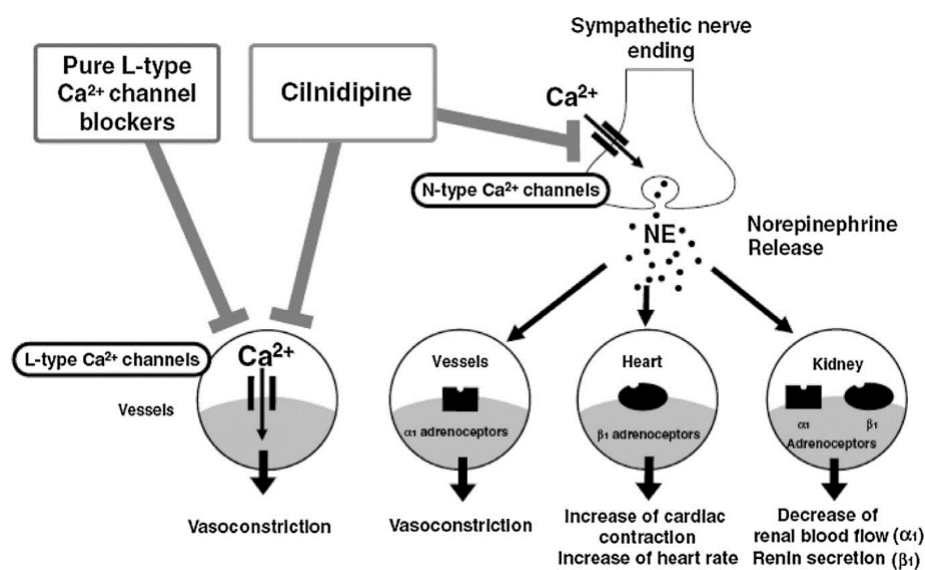 Sympathetic nerve
ending
Pure L-type
Ca²⁺ channel
blockers
Cilnidipine
Ca²⁺
N-type Ca²⁺ channels
NE
Norepinephrine
Release
L-type Ca²⁺ channels
Ca²⁺
Vessels
Vasoconstriction
Vessels
α₁ adrenoceptors
Vasoconstriction
Heart
β₁ adrenoceptors
Increase of cardiac
contraction
Increase of heart rate
Kidney
α₁ β₁
Adrenoceptors
Decrease of
renal blood flow (α₁)
Renin secretion (β₁)